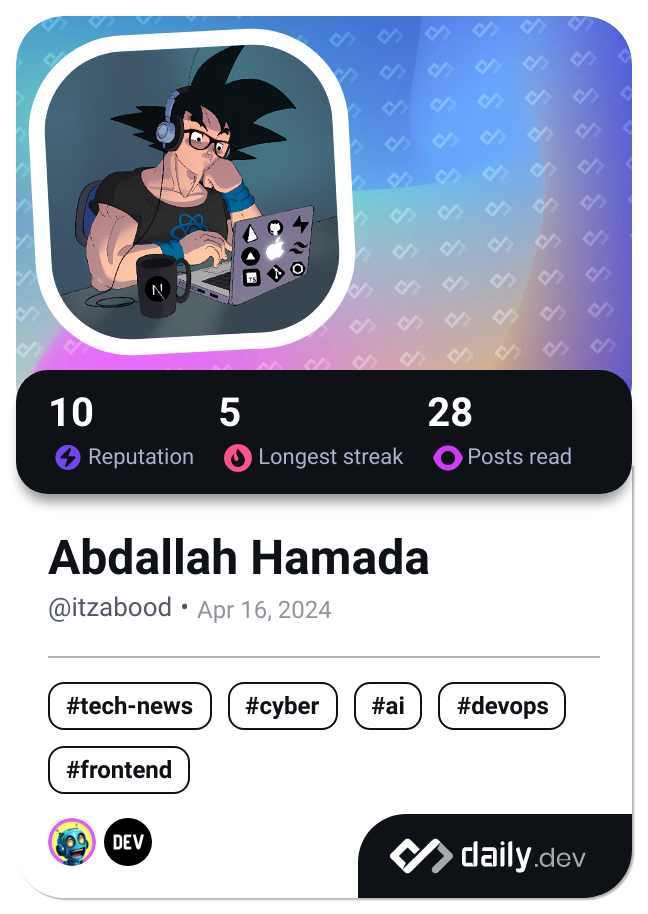 N
TS
10
5
28
Reputation
Longest streak
Posts read
Abdallah Hamada
@itzabood • Apr 16, 2024
#tech-news
#cyber
#ai
#devops
#frontend
DEV
daily.dev